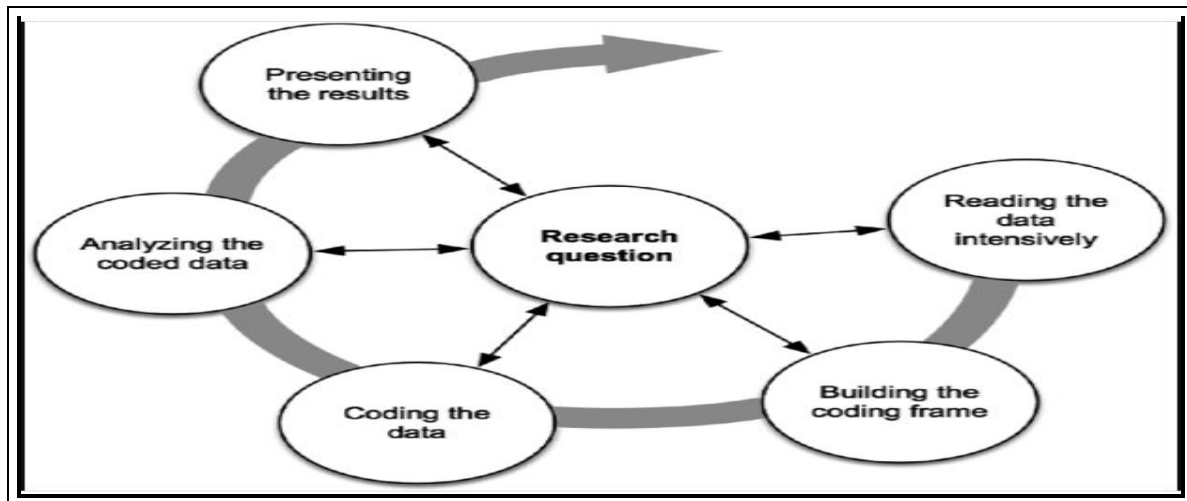 Presenting
the results
Reading the
data
intensively
Research
question
Analyzing the
coded data
Building the
coding frame
Coding the
data